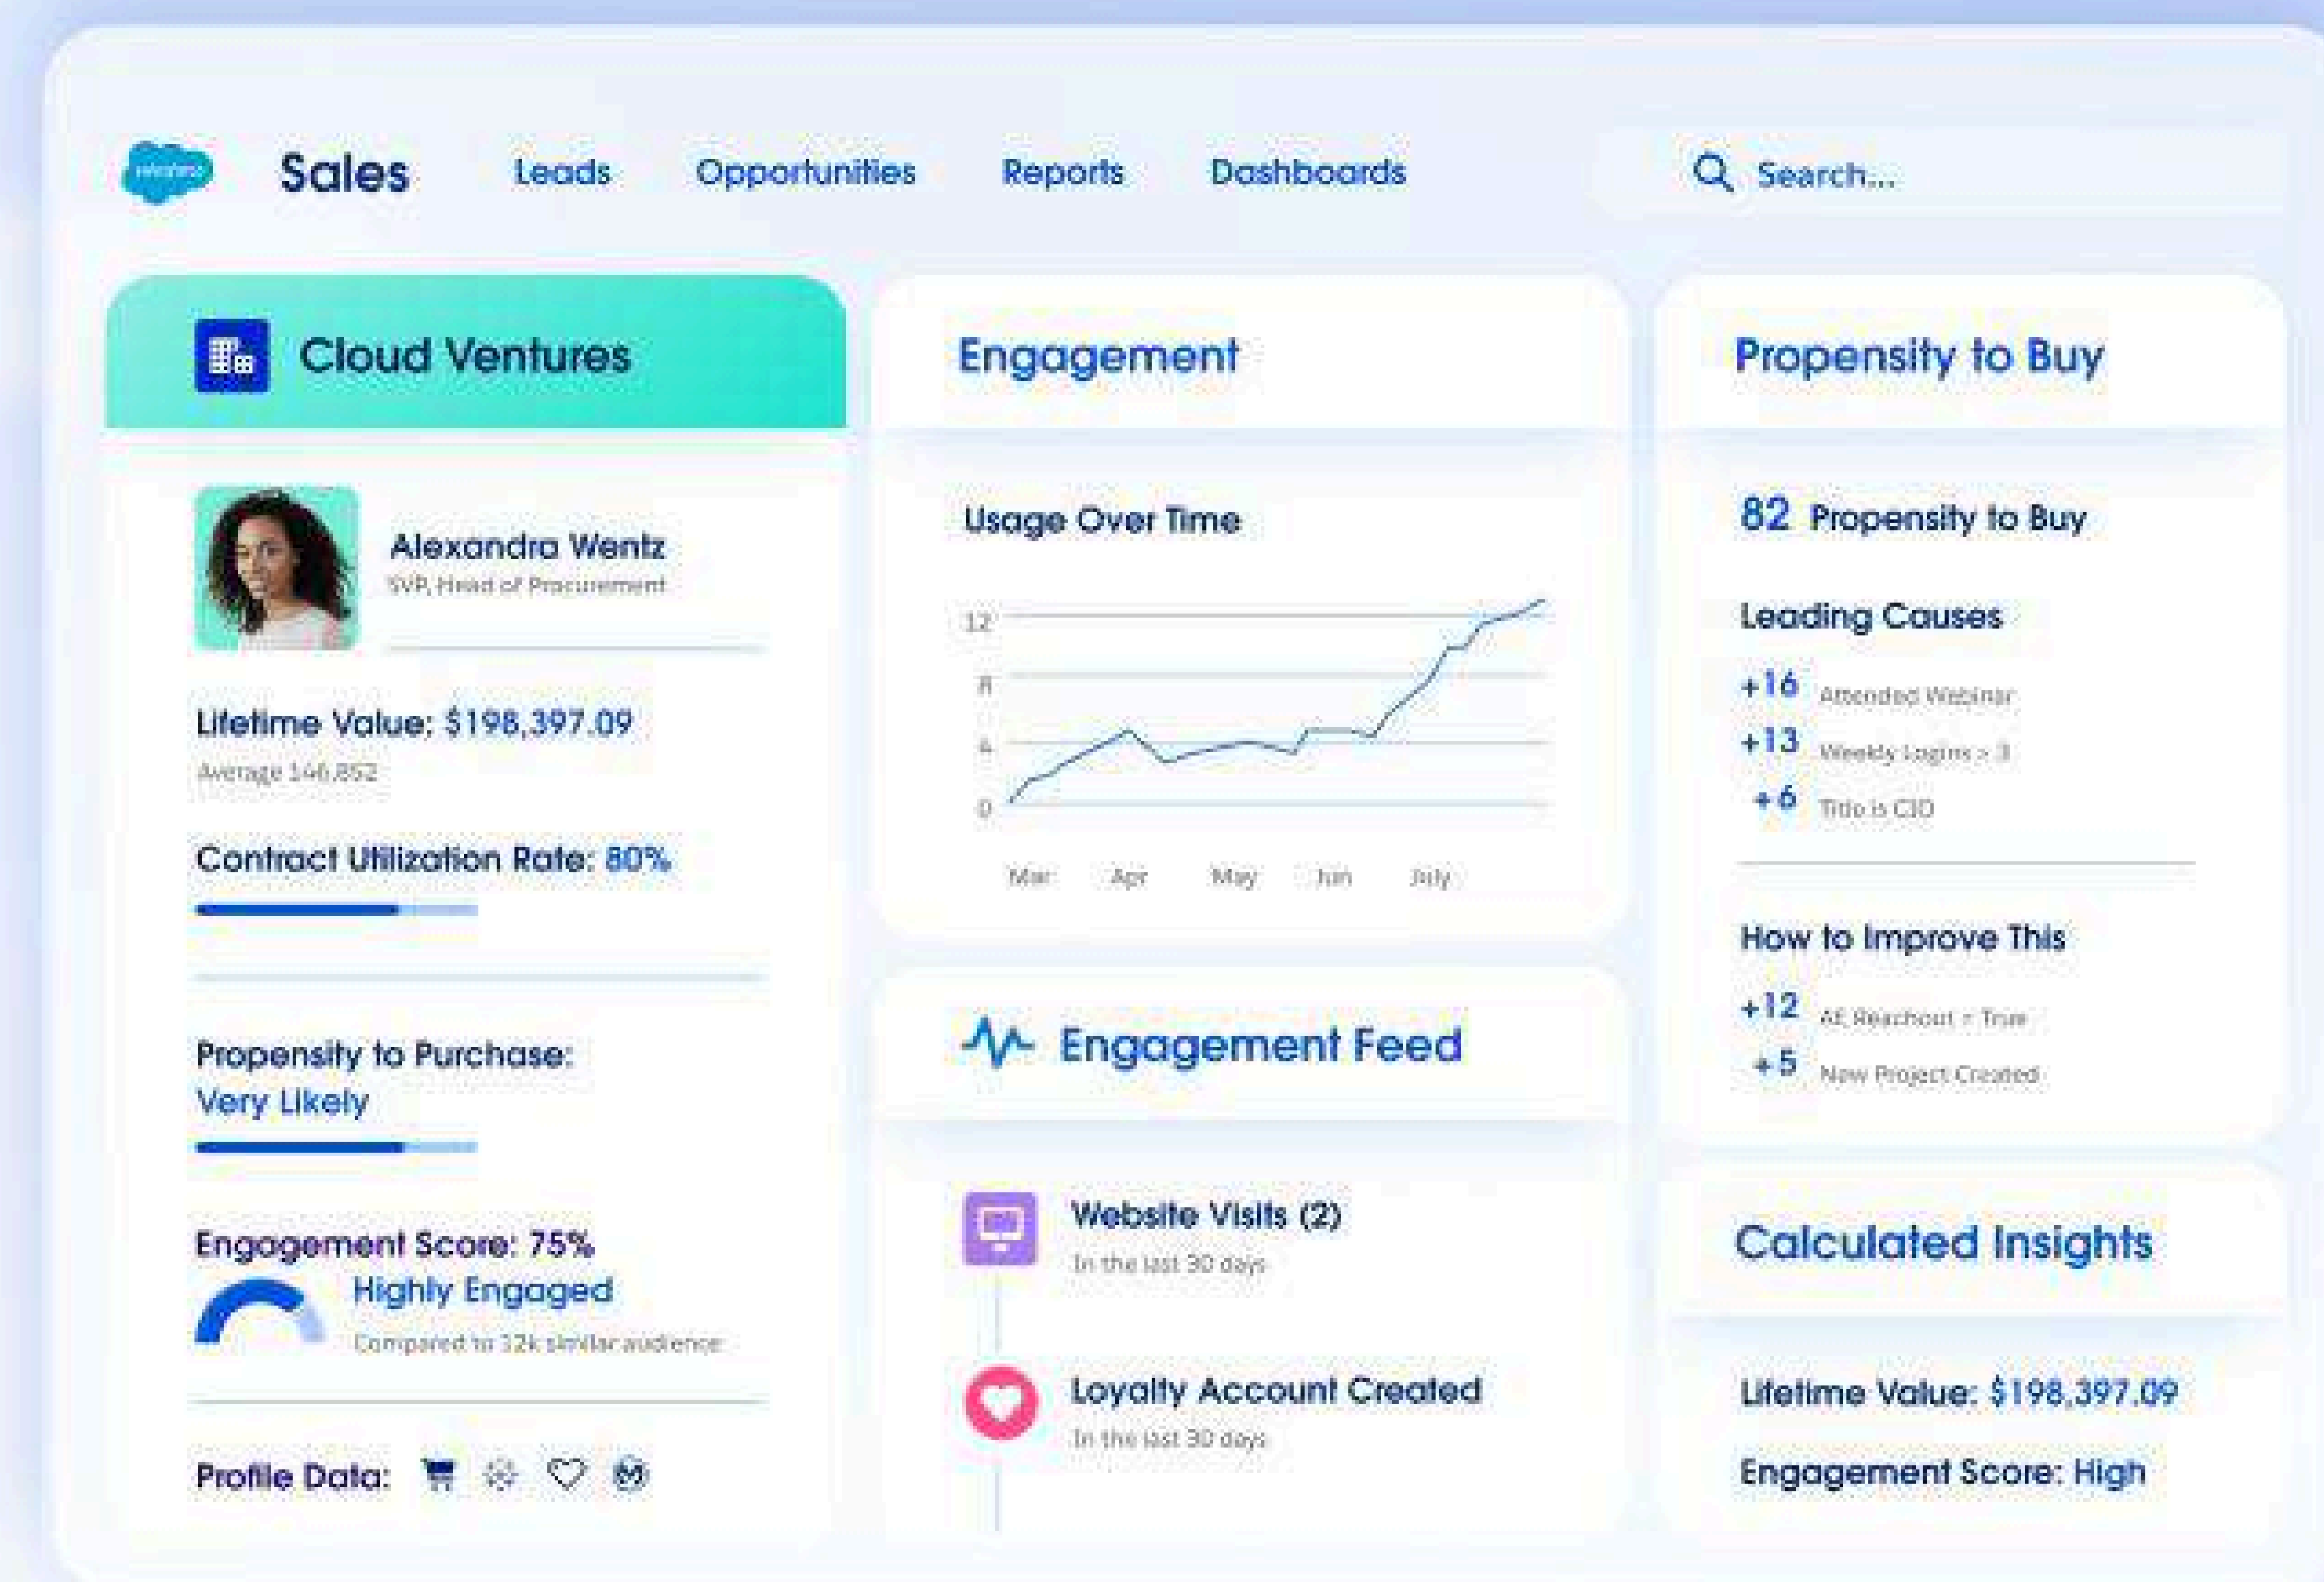 salesforce
Sales
Leads
Opportunities
Reports
Dashboards
Search...
Cloud Ventures
Alexandra Wentz
SVP, Head of Procurement
Lifetime Value: $198,397.09
Average 146,852
Contract Utilization Rate: 80%
Propensity to Purchase:
Very Likely
Engagement Score: 75%
Highly Engaged
Compared to 12k similar audience
Profile Data:
Engagement
Usage Over Time
12
8
4
0
Mar
Apr
May
Jun
July
Engagement Feed
Website Visits (2)
In the last 30 days
Loyalty Account Created
In the last 30 days
Propensity to Buy
82 Propensity to Buy
Leading Causes
+16 Attended Webinar
+13 Weekly Logins > 3
+6 Title is CIO
How to Improve This
+12 AE Reachout = True
+5 New Project Created
Calculated Insights
Lifetime Value: $198,397.09
Engagement Score: High